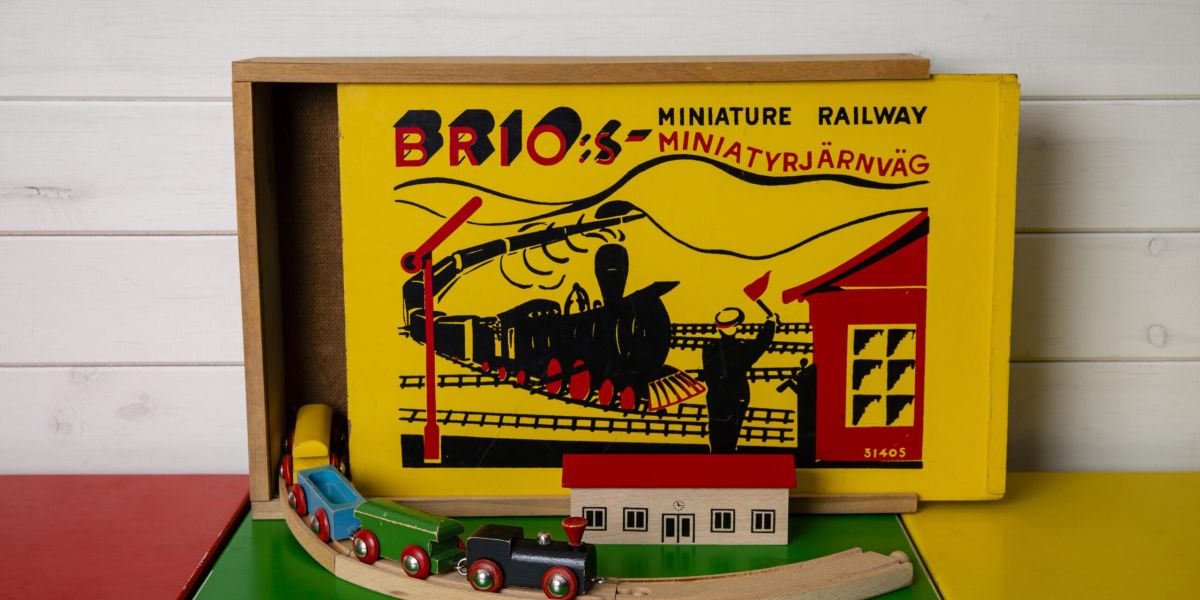 BRIO:s-
MINIATURE RAILWAY
MINIATYRJÄRNVÄG
31405